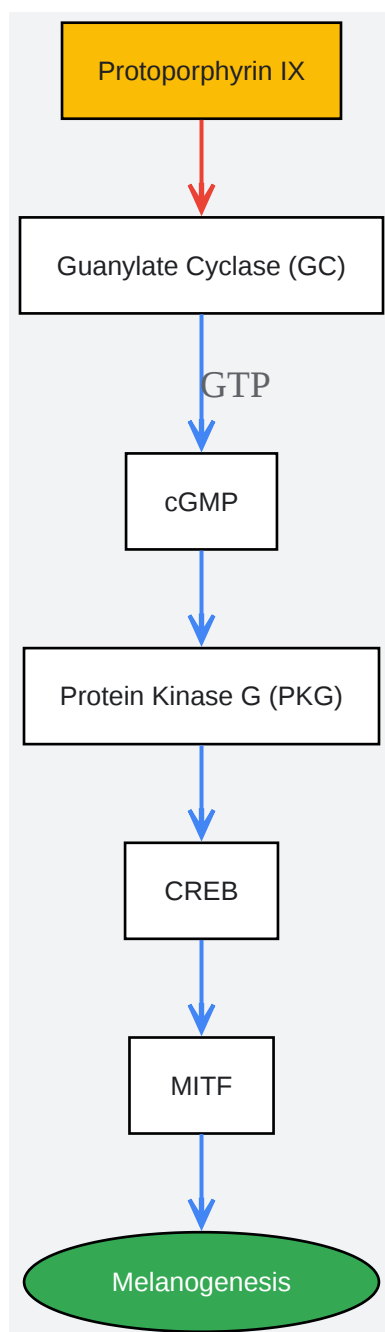 Protoporphyrin IX
Guanylate Cyclase (GC)
GTP
cGMP
Protein Kinase G (PKG)
CREB
MITF
Melanogenesis